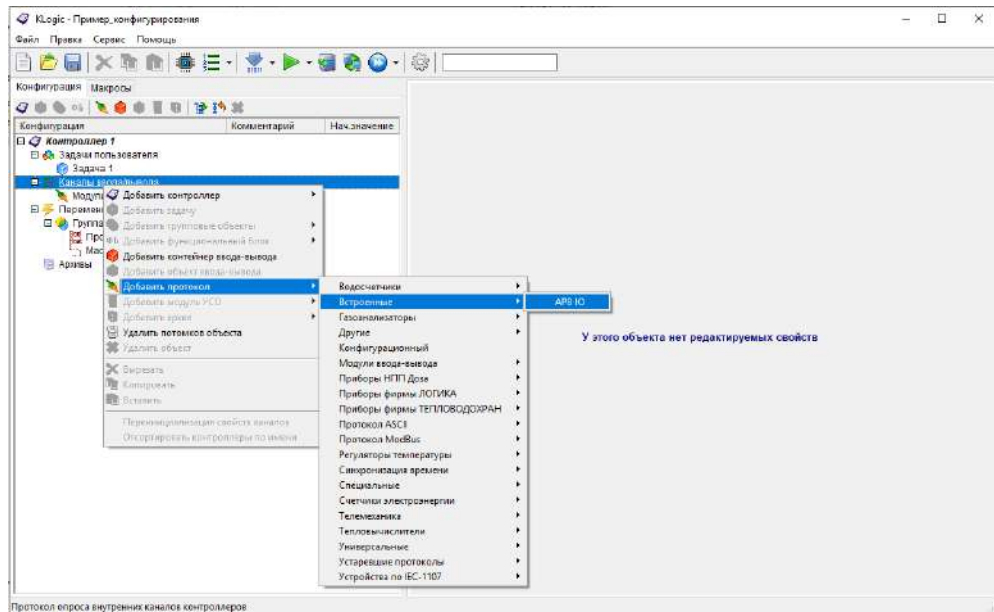 KLogic - Пример_конфигурирования
Файл Правка Сервис Помощь
Конфигурация Макросы
Конфигурация Комментарий Нач.значение
Контроллер 1
Задачи пользователя
Задача 1
Каналы ввода/вывода
Модули
Группа
Архивы
Добавить контроллер
Добавить задачу
Добавить групповые объекты
Добавить функциональный блок
Добавить контейнер ввода-вывода
Добавить объект ввода-вывода
Добавить протокол
Добавить модуль УСО
Добавить архив
Удалить потомков объекта
Удалить объект
Вырезать
Копировать
Вставить
Переинициализация свойств каналов
Отсортировать контроллеры по имени
Водосчетчики
Встроенные
Газоанализаторы
Другие
Конфигурационный
Модули ввода-вывода
Приборы НПП Доза
Приборы фирмы ЛОГИКА
Приборы фирмы ТЕПЛОВОДОХРАН
Протокол ASCII
Протокол ModBus
Регуляторы температуры
Синхронизация времени
Специальные
Счетчики электроэнергии
Телемеханика
Тепловычислители
Универсальные
Устаревшие протоколы
Устройства по IEC-1107
AP8 IO
У этого объекта нет редактируемых свойств
Протокол опроса внутренних каналов контроллеров